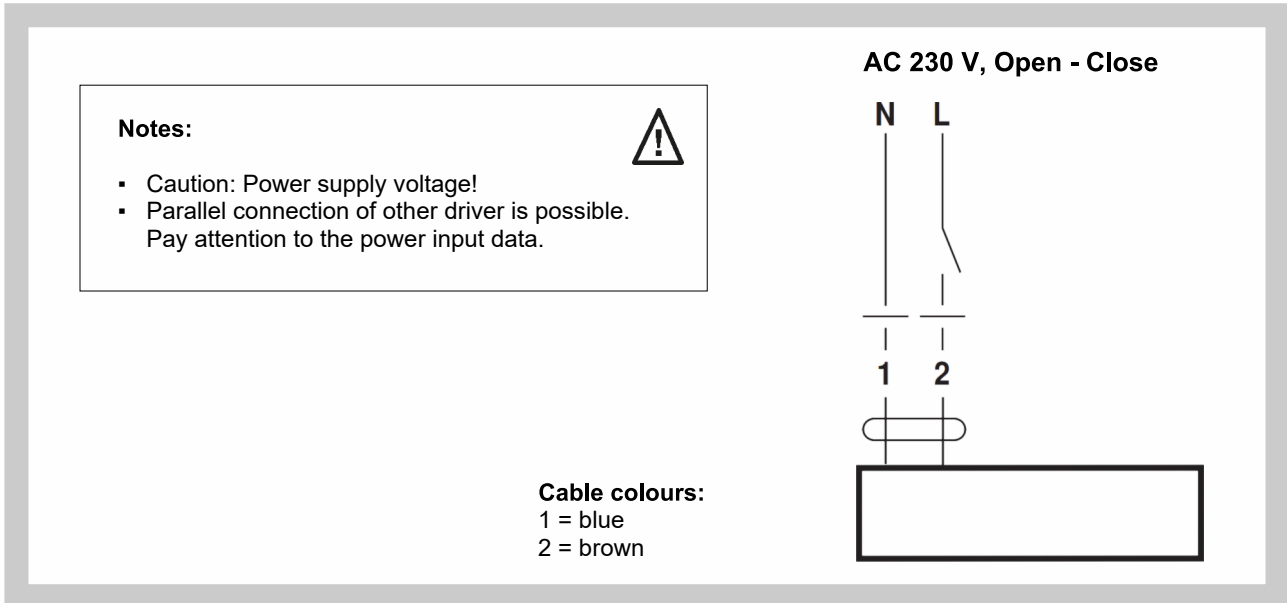 AC 230 V, Open - Close
N L
Notes:
!
▪ Caution: Power supply voltage!
▪ Parallel connection of other driver is possible.
Pay attention to the power input data.
1 2
Cable colours:
1 = blue
2 = brown